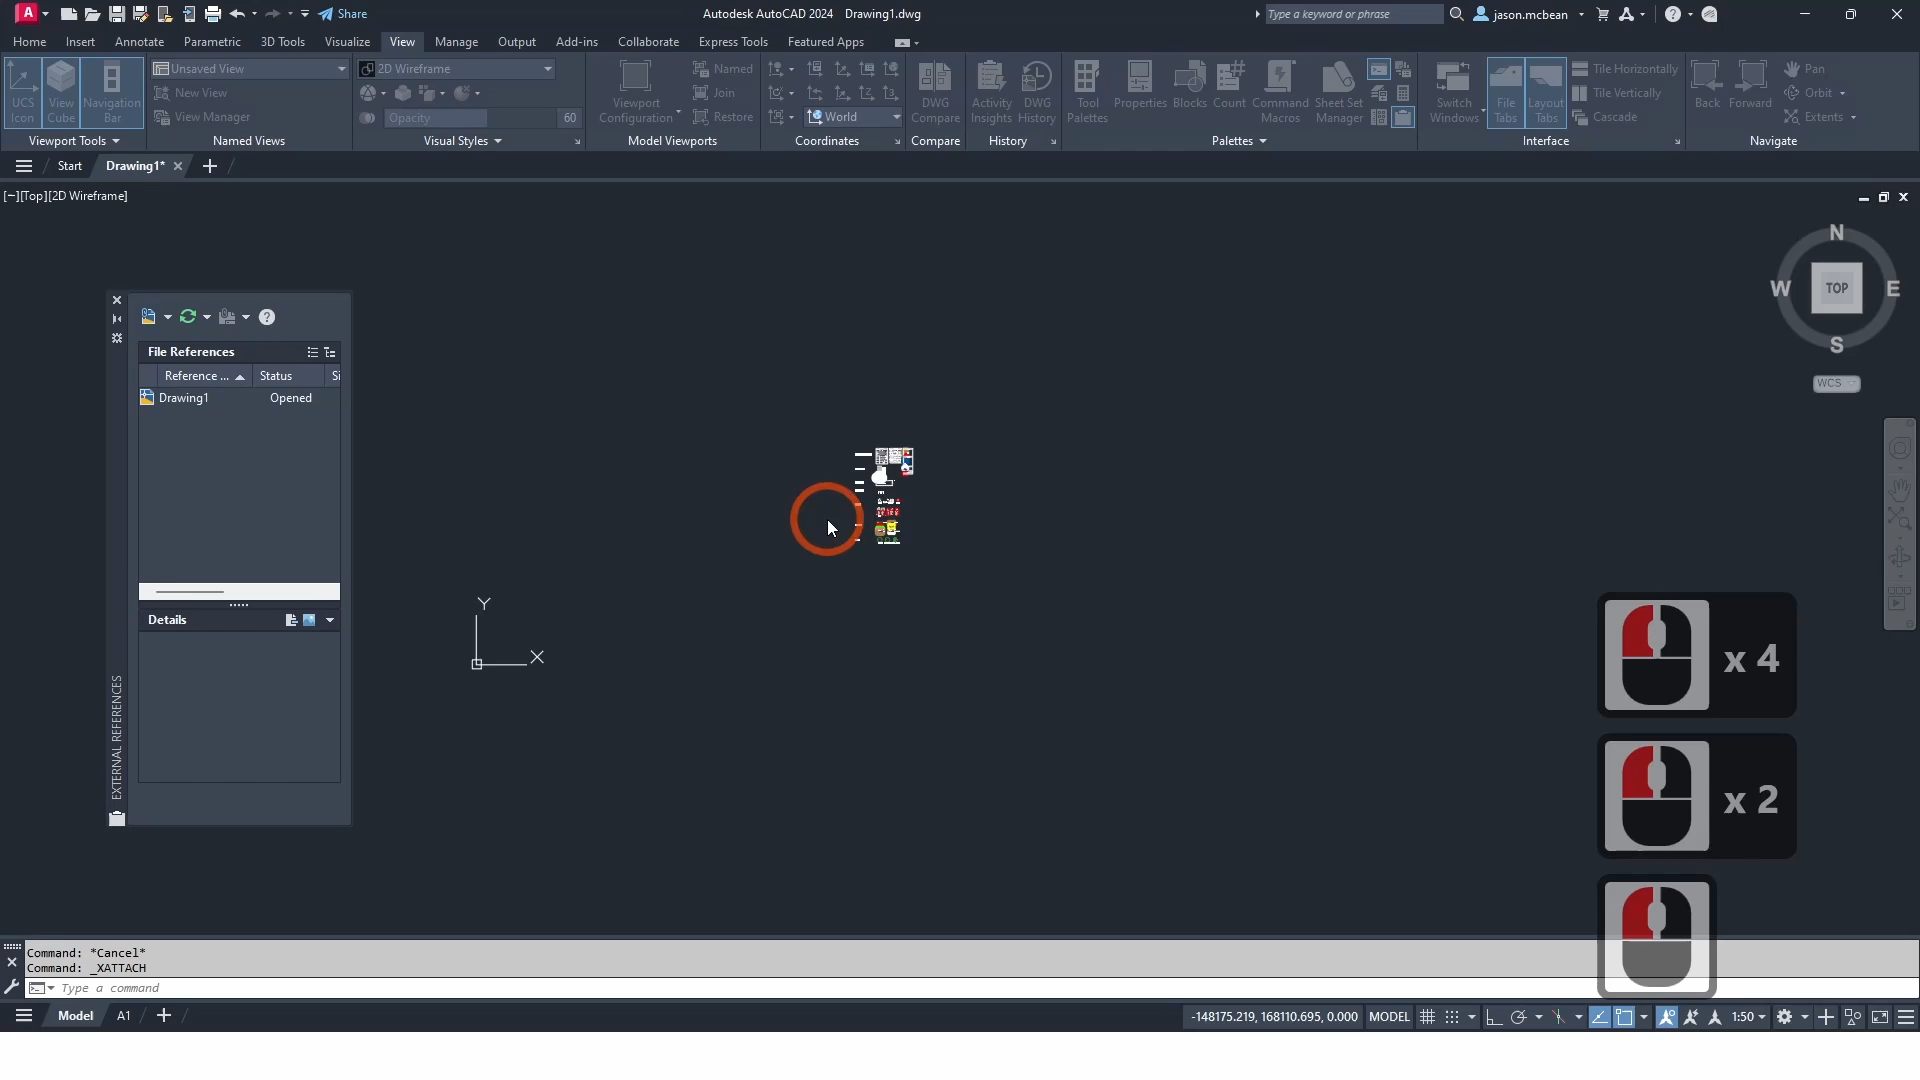 A Share Autodesk AutoCAD 2024 Drawing1.dwg Type a keyword or phrase jason.mcbean
Home Insert Annotate Parametric 3D Tools Visualize View Manage Output Add-ins Collaborate Express Tools Featured Apps
Unsaved View 2D Wireframe Named Tile Horizontally Pan
New View Join Tile Vertically Orbit
UCS Icon View Cube Navigation Bar View Manager Opacity 60 Viewport Configuration Restore World DWG Compare Activity Insights DWG History Tool Palettes Properties Blocks Count Command Macros Sheet Set Manager Switch Windows File Tabs Layout Tabs Cascade Back Forward Extents
Viewport Tools Named Views Visual Styles Model Viewports Coordinates Compare History Palettes Interface Navigate
Start Drawing1*
[−][Top][2D Wireframe]
N
W TOP E
S
WCS
File References
Reference ... Status Si
Drawing1 Opened
Details
EXTERNAL REFERENCES
Y
X
x 4
x 2
Command: *Cancel*
Command: _XATTACH
Type a command
Model A1 -148175.219, 168110.695, 0.000 MODEL 1:50